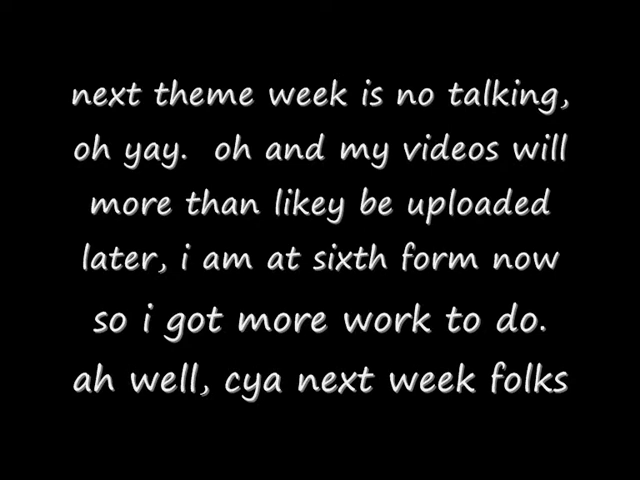 next theme week is no talking,
oh yay. oh and my videos will
more than likey be uploaded
later, i am at sixth form now
so i got more work to do.
ah well, cya next week folks